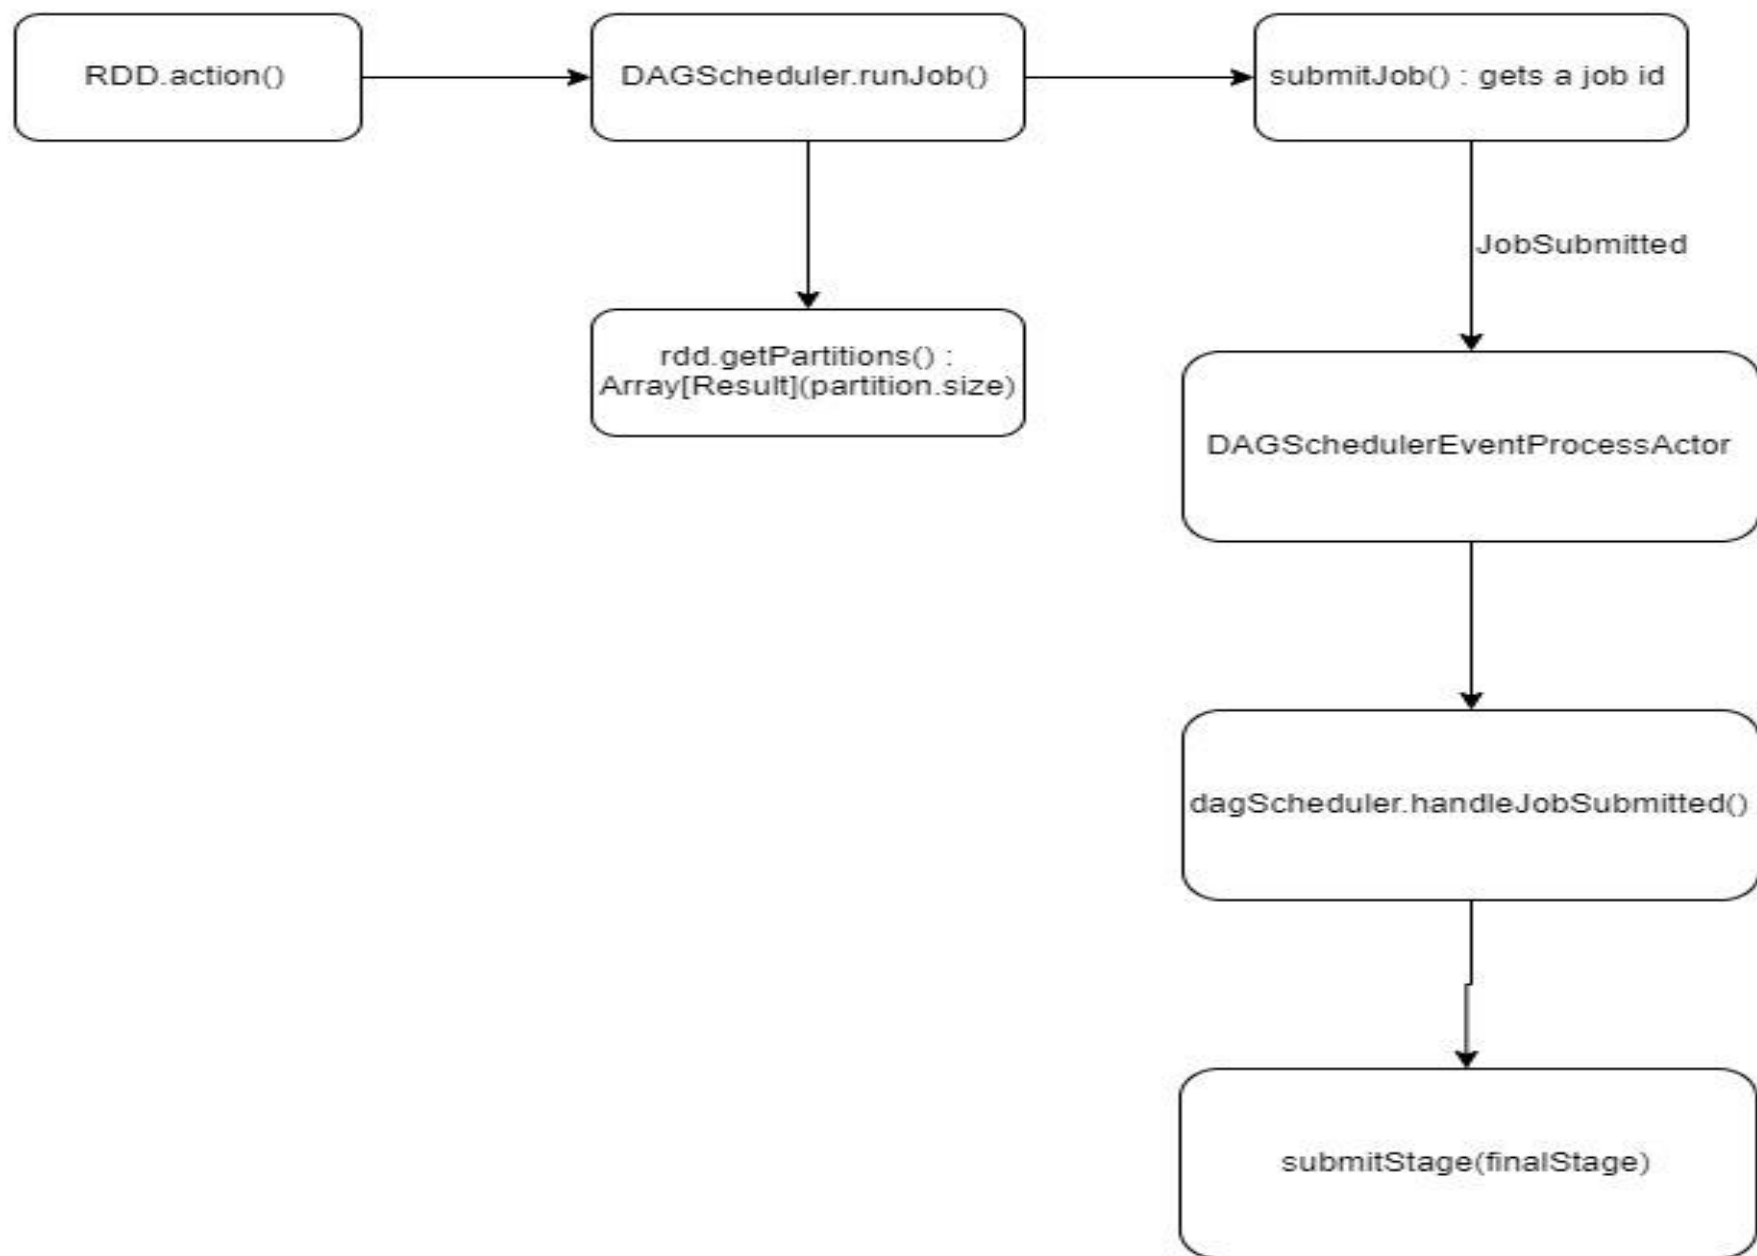 RDD.action()
DAGScheduler.runJob()
submitJob() : gets a job id
JobSubmitted
rdd.getPartitions() :
Array[Result](partition.size)
DAGSchedulerEventProcessActor
dagScheduler.handleJobSubmitted()
submitStage(finalStage)